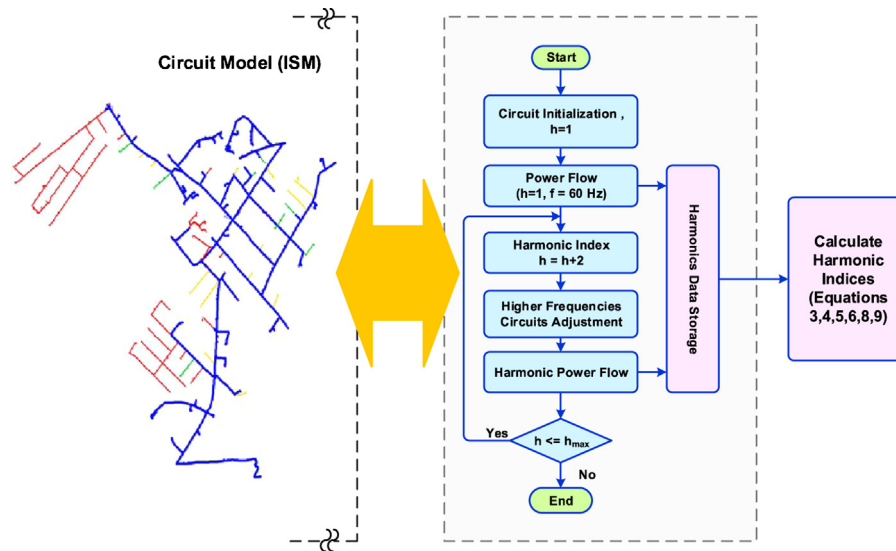 Circuit Model (ISM)
Start
Circuit Initialization ,
h=1
Power Flow
(h=1, f = 60 Hz)
Harmonic Index
h = h+2
Higher Frequencies
Circuits Adjustment
Harmonic Power Flow
Yes
h <= hmax
No
End
Harmonics Data Storage
Calculate
Harmonic
Indices
(Equations
3,4,5,6,8,9)